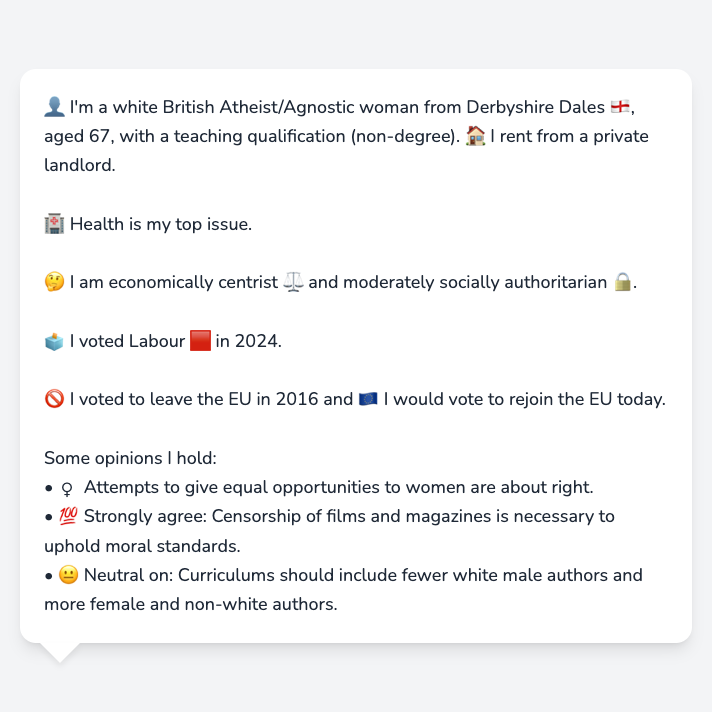 👤 I'm a white British Atheist/Agnostic woman from Derbyshire Dales 🏴󠁧󠁢󠁥󠁮󠁧󠁿,
aged 67, with a teaching qualification (non-degree). 🏠 I rent from a private
landlord.
🏥 Health is my top issue.
🤔 I am economically centrist ⚖️ and moderately socially authoritarian 🔒.
🗳️ I voted Labour 🟥 in 2024.
🚫 I voted to leave the EU in 2016 and 🇪🇺 I would vote to rejoin the EU today.
Some opinions I hold:
• ♀ Attempts to give equal opportunities to women are about right.
• 💯 Strongly agree: Censorship of films and magazines is necessary to
uphold moral standards.
• 😐 Neutral on: Curriculums should include fewer white male authors and
more female and non-white authors.